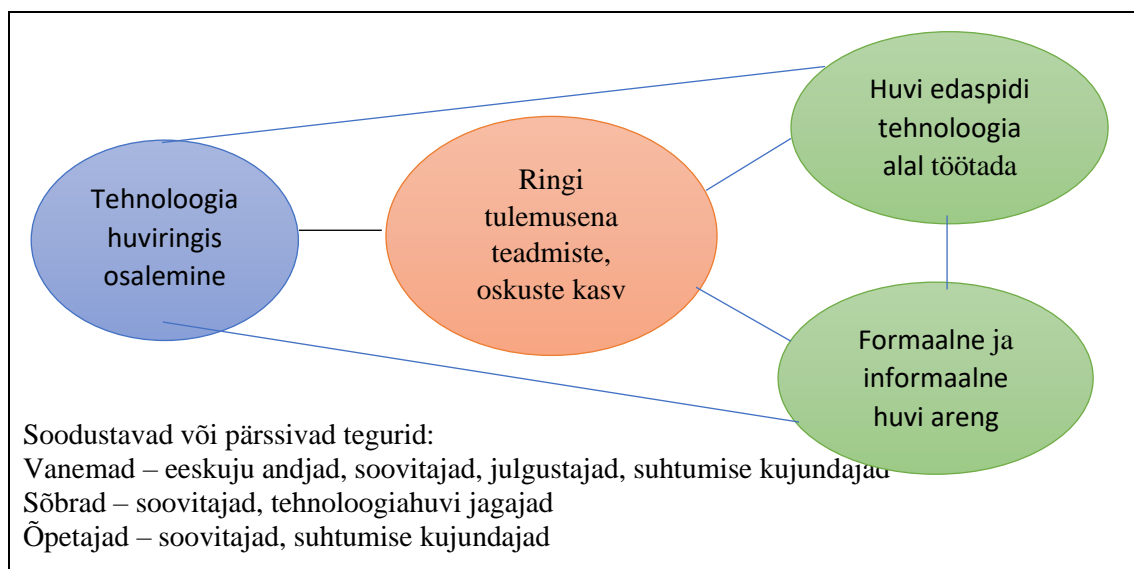 Tehnoloogia
huviringis
osalemine
Ringi
tulemusena
teadmiste,
oskuste kasv
Huvi edaspidi
tehnoloogia
alal töötada
Formaalne ja
informaalne
huvi areng
Soodustavad või pärssivad tegurid:
Vanemad – eeskuju andjad, soovitajad, julgustajad, suhtumise kujundajad
Sõbrad – soovitajad, tehnoloogiahuvi jagajad
Õpetajad – soovitajad, suhtumise kujundajad